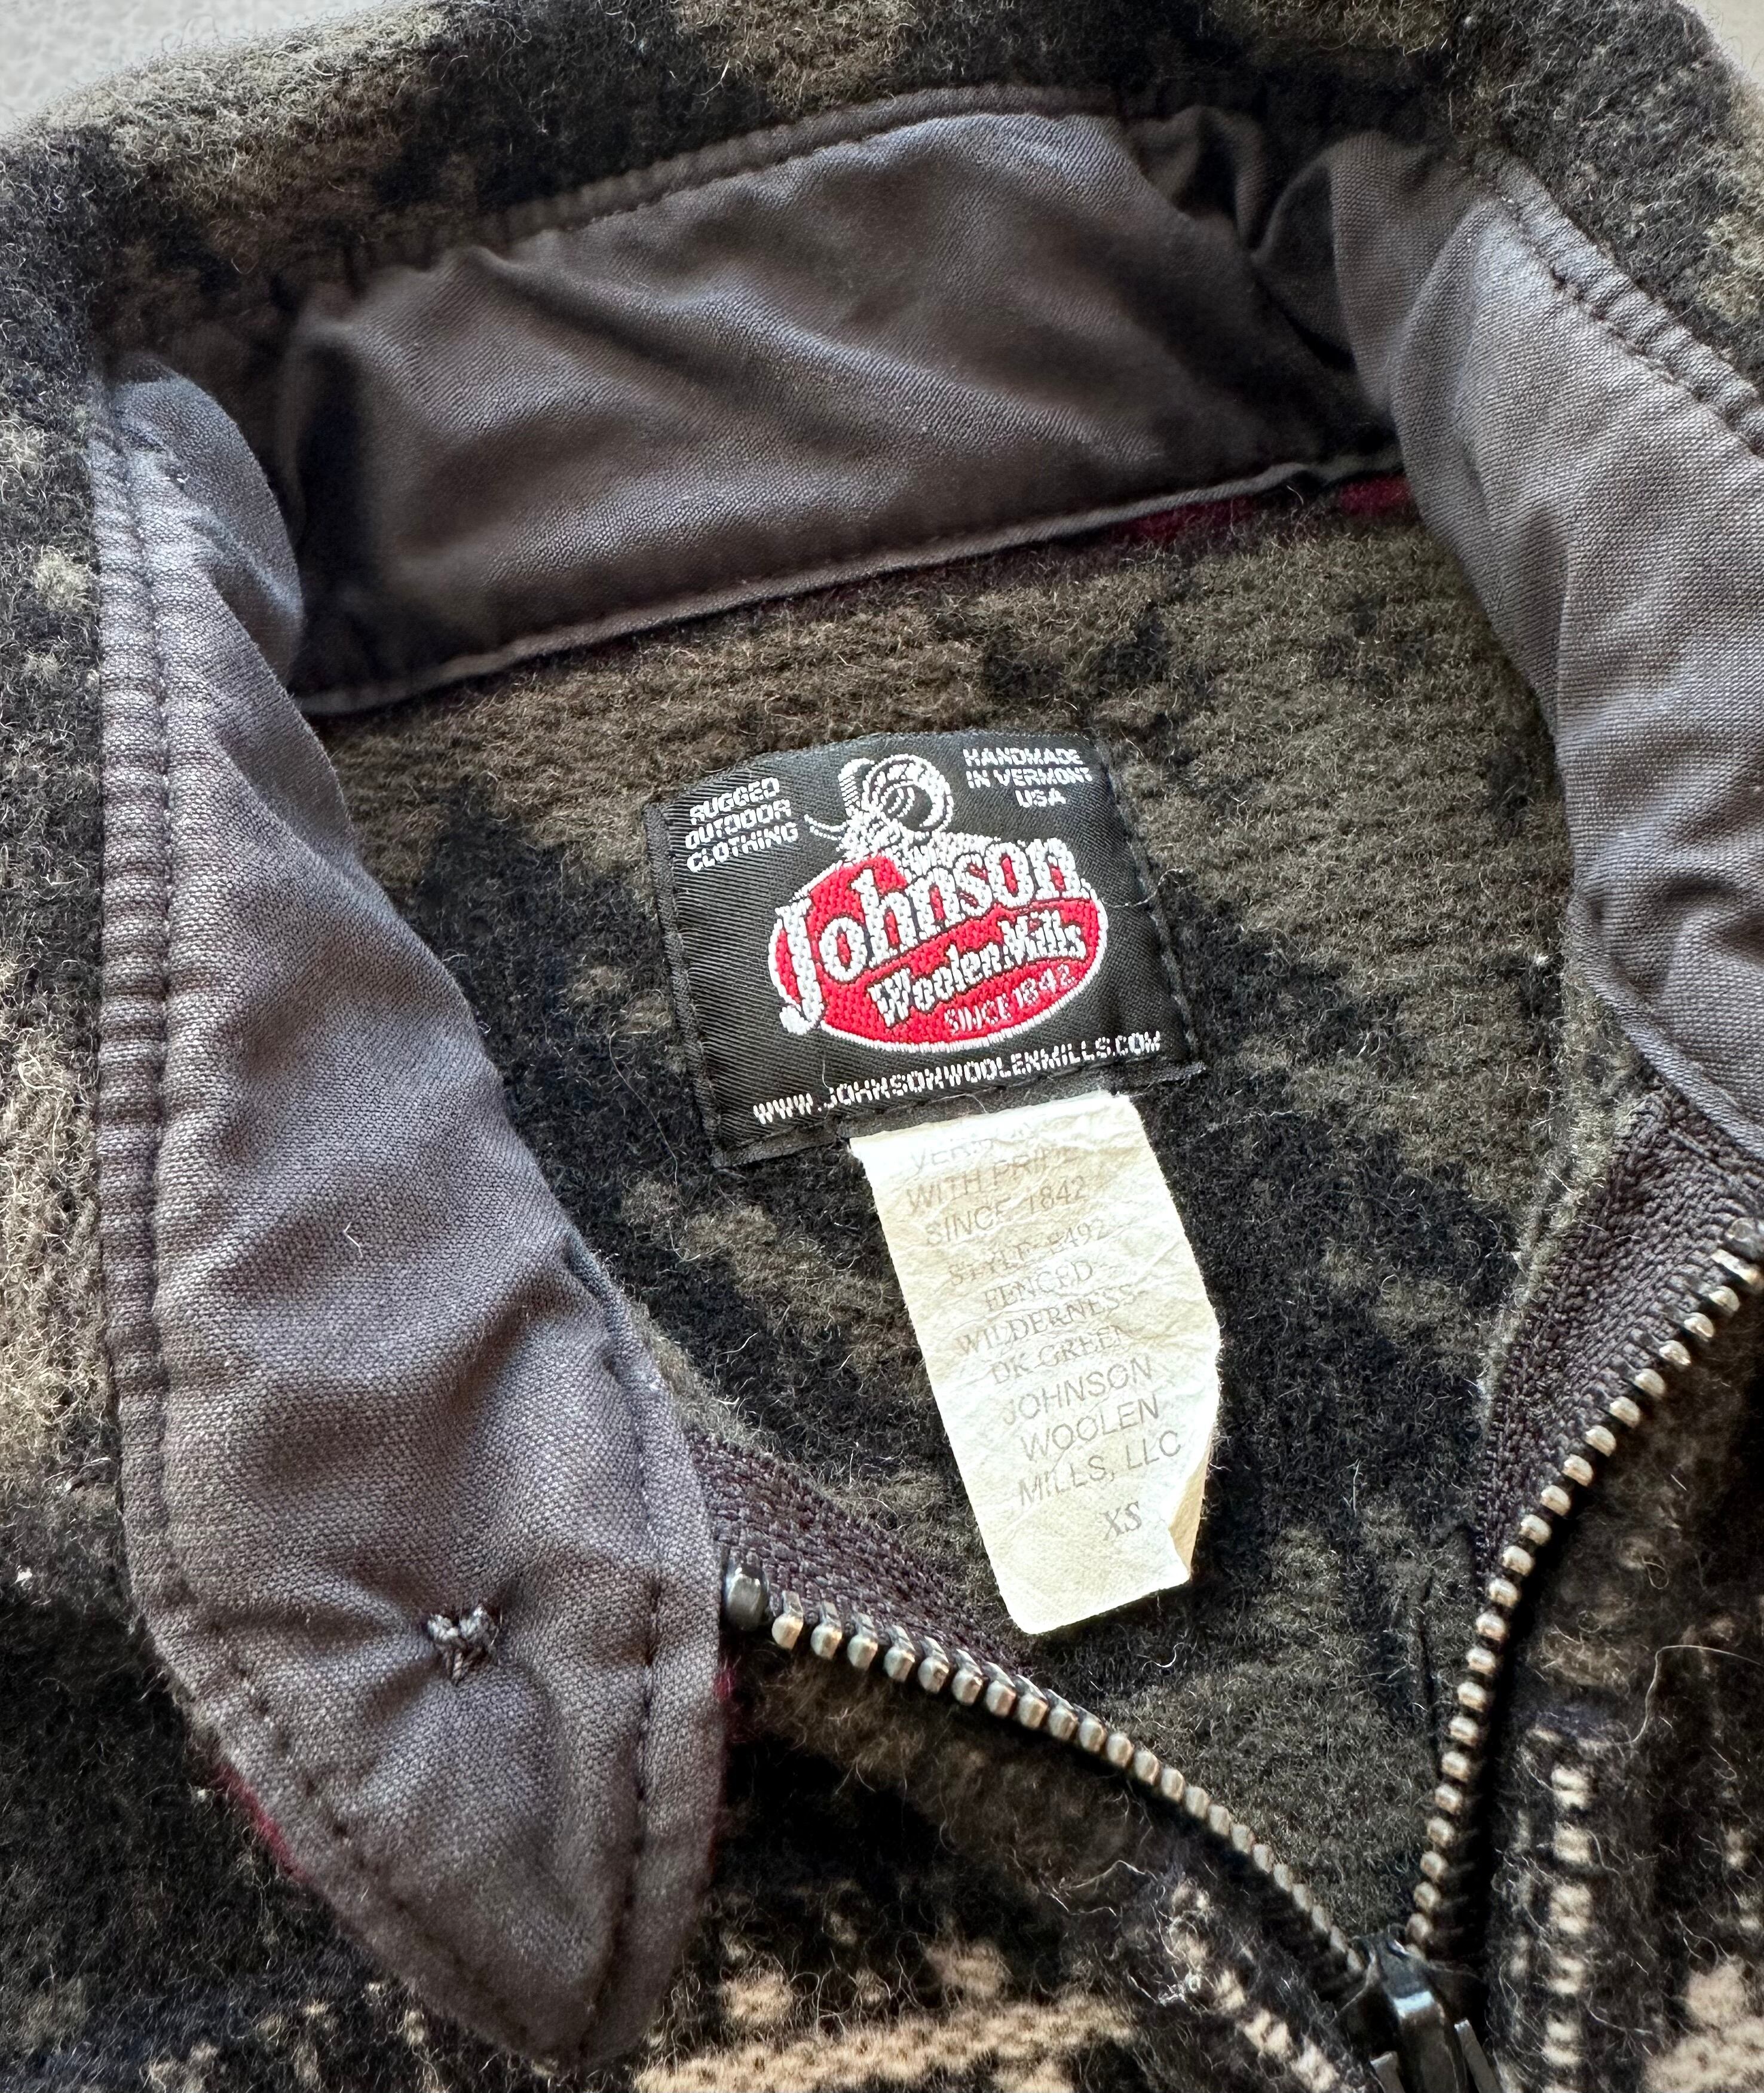 RUGGED
OUTDOOR
CLOTHING
HANDMADE
IN VERMONT
USA
Johnson
Woolen Mills
SINCE 1842
WWW.JOHNSONWOOLENMILLS.COM
WITH PRIDE
SINCE 1842
STYLE
FENCED
WILDERNESS
DK GREEN
JOHNSON
WOOLEN
MILLS, LLC
XS